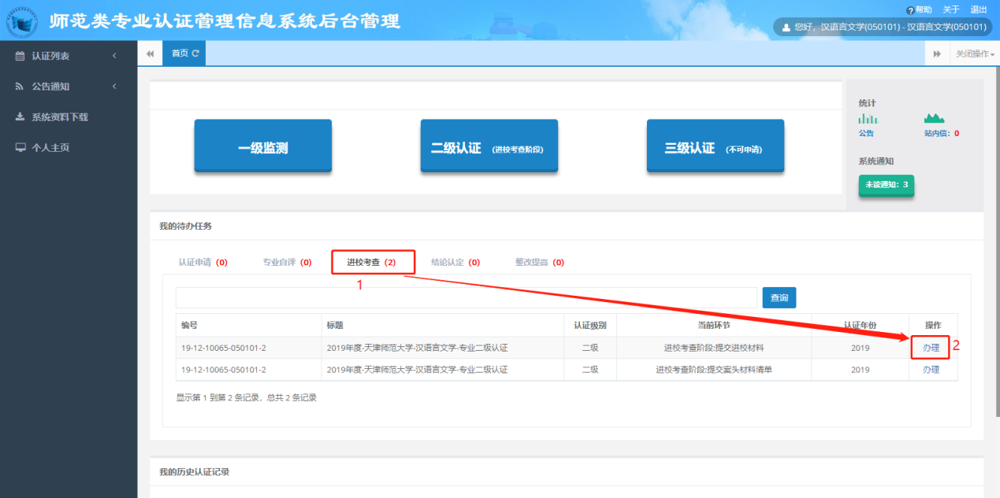 师范类专业认证管理信息系统后台管理
帮助 关于 退出
您好，汉语言文学(050101) - 汉语言文学(050101)
认证列表
公告通知
系统资料下载
个人主页
首页
关闭操作
一级监测
二级认证 (进校考查阶段)
三级认证 (不可申请)
统计
公告 站内信：0
系统通知
未读通知：3
我的待办任务
认证申请 (0) 专业自评 (0) 进校考查 (2) 结论认定 (0) 整改提高 (0)
1
查询
编号 标题 认证级别 当前环节 认证年份 操作
19-12-10065-050101-2 2019年度-天津师范大学-汉语言文学-专业二级认证 二级 进校考查阶段:提交进校材料 2019 办理 2
19-12-10065-050101-2 2019年度-天津师范大学-汉语言文学-专业二级认证 二级 进校考查阶段:提交案头材料清单 2019 办理
显示第 1 到第 2 条记录，总共 2 条记录
我的历史认证记录